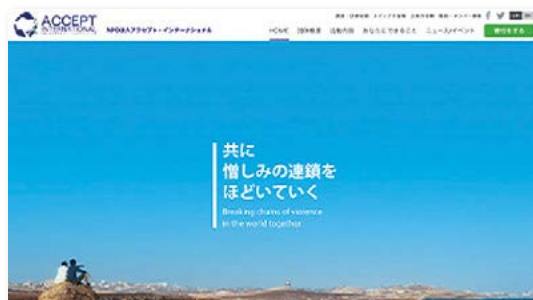 ACCEPT
INTERNATIONAL
NPO法人アクセプト・インターナショナル
HOME 団体概要 活動内容 あなたにできること ニュース/イベント 寄付をする
共に
憎しみの連鎖を
ほどいていく
Breaking chains of violence
in the world together